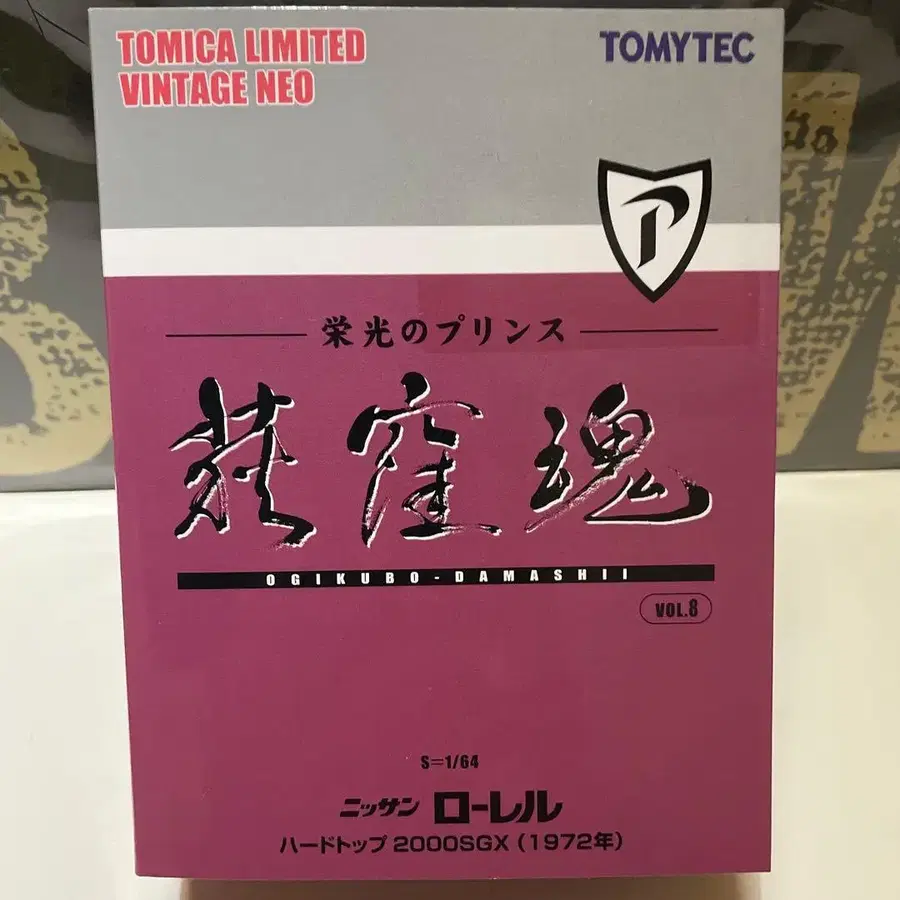 TOMICA LIMITED
VINTAGE NEO
TOMYTEC
P
栄光のプリンス
荻窪魂
OGIKUBO-DAMASHII
VOL.8
S=1/64
ニッサン ローレル
ハードトップ 2000SGX (1972年)